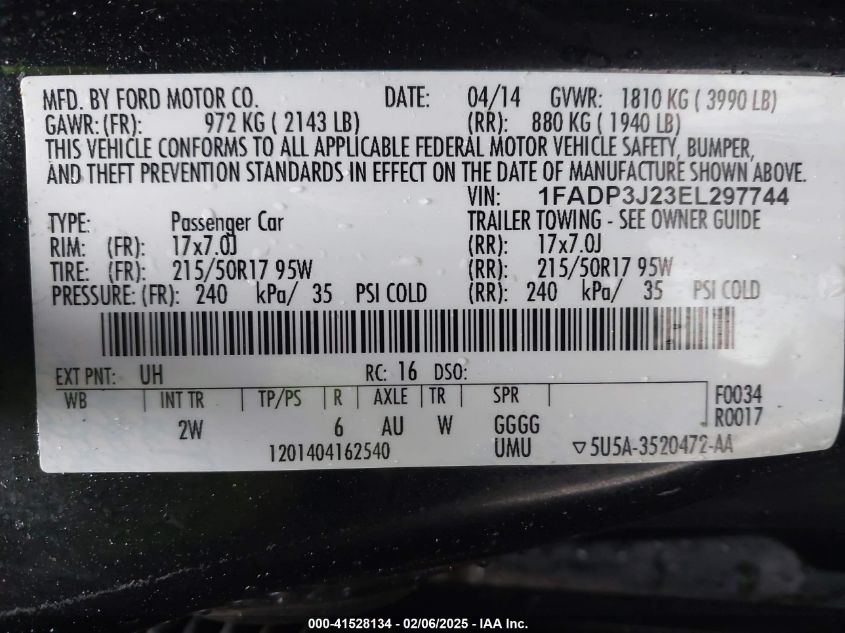 MFD. BY FORD MOTOR CO. DATE: 04/14 GVWR: 1810 KG ( 3990 LB)
GAWR: (FR): 972 KG ( 2143 LB) (RR): 880 KG ( 1940 LB)
THIS VEHICLE CONFORMS TO ALL APPLICABLE FEDERAL MOTOR VEHICLE SAFETY, BUMPER,
AND THEFT PREVENTION STANDARDS IN EFFECT ON THE DATE OF MANUFACTURE SHOWN ABOVE.
VIN: 1FADP3J23EL297744
TYPE: Passenger Car TRAILER TOWING - SEE OWNER GUIDE
RIM: (FR): 17x7.0J (RR): 17x7.0J
TIRE: (FR): 215/50R17 95W (RR): 215/50R17 95W
PRESSURE: (FR): 240 kPa/ 35 PSI COLD (RR): 240 kPa/ 35 PSI COLD
EXT PNT: UH RC: 16 DSO:
WB INT TR TP/PS R AXLE TR SPR F0034
2W 6 AU W GGGG R0017
1201404162540 UMU ▽5U5A-3520472-AA
000-41528134 - 02/06/2025 - IAA Inc.